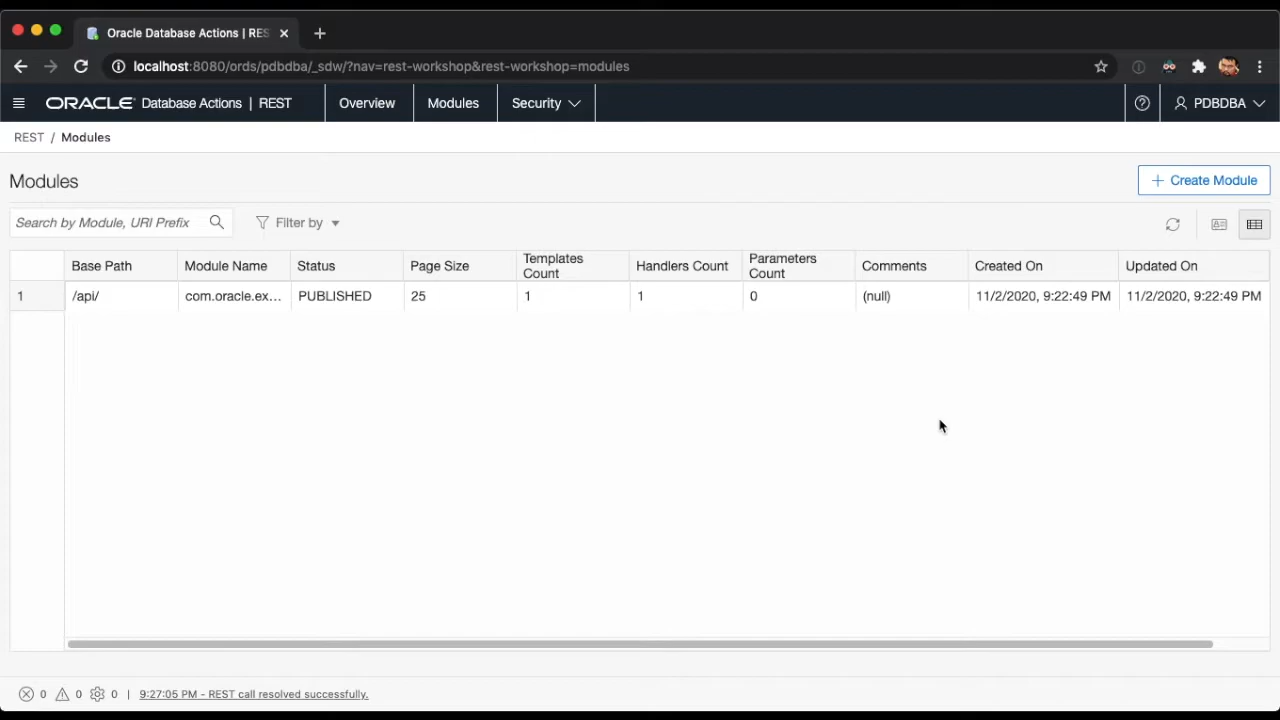 Oracle Database Actions | RES
localhost:8080/ords/pdbdba/_sdw/?nav=rest-workshop&rest-workshop=modules
ORACLE Database Actions | REST Overview Modules Security PDBDBA
REST / Modules
Modules
Create Module
Search by Module, URI Prefix Filter by
Base Path Module Name Status Page Size Templates Count Handlers Count Parameters Count Comments Created On Updated On
1 /api/ com.oracle.ex... PUBLISHED 25 1 1 0 (null) 11/2/2020, 9:22:49 PM 11/2/2020, 9:22:49 PM
0 0 0 | 9:27:05 PM - REST call resolved successfully.